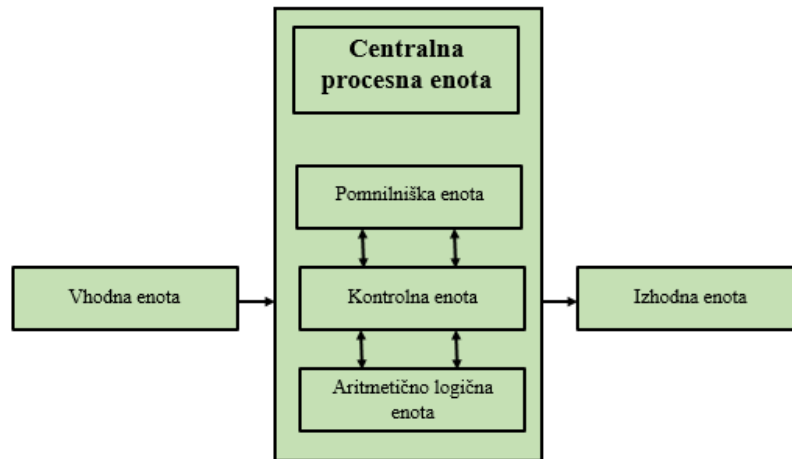 Centralna
procesna enota
Pomnilniška enota
Vhodna enota
Kontrolna enota
Izhodna enota
Aritmetično logična
enota